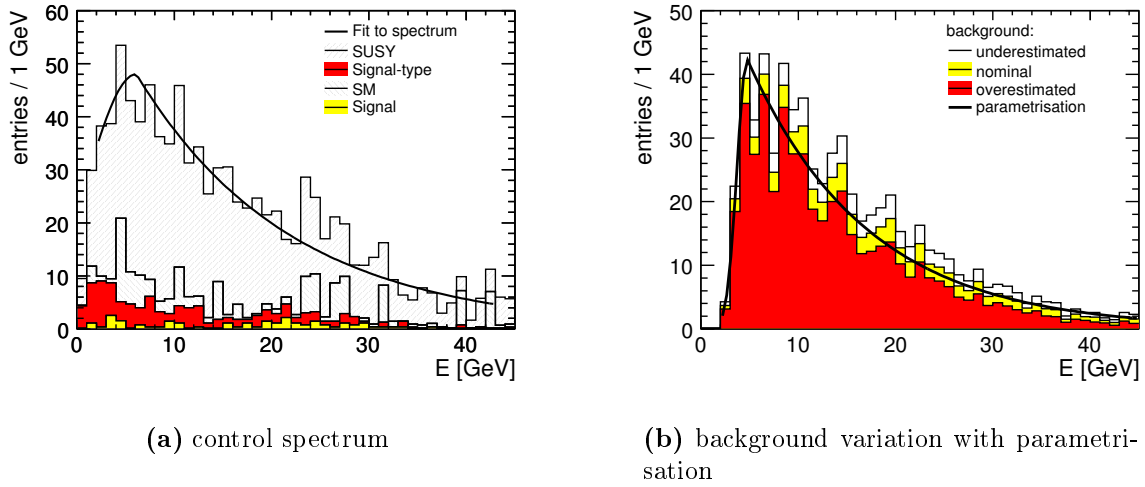 entries / 1 GeV
60
50
40
30
20
10
0
Fit to spectrum
SUSY
Signal-type
SM
Signal
0 10 20 30 40
E [GeV]
(a) control spectrum
entries / 1 GeV
50
40
30
20
10
0
background:
underestimated
nominal
overestimated
parametrisation
0 10 20 30 40
E [GeV]
(b) background variation with parametri-
sation